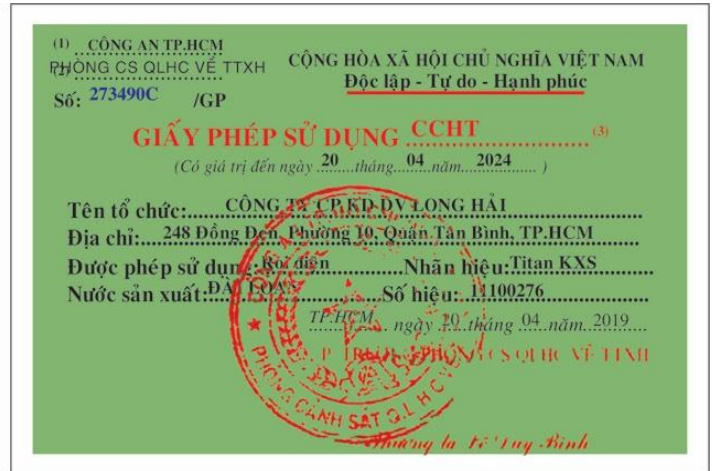 (1) CÔNG AN TP.HCM
CỘNG HÒA XÃ HỘI CHỦ NGHĨA VIỆT NAM
(2) PHÒNG CS QLHC VỀ TTXH
Độc lập - Tự do - Hạnh phúc
Số: 273490C /GP
GIẤY PHÉP SỬ DỤNG CCHT (3)
(Có giá trị đến ngày 20 tháng 04 năm 2024 )
Tên tổ chức: CÔNG TY CP KD DV LONG HẢI
Địa chỉ: 248 Đồng Đen, Phường 10, Quận Tân Bình, TP.HCM
Được phép sử dụng: Roi điện Nhãn hiệu: Titan KXS
Nước sản xuất: ĐÀI LOAN Số hiệu: 11100276
TP.HCM ngày 20 tháng 04 năm 2019
PHÒNG CS QLHC VỀ TTXH
PHÒNG CẢNH SÁT Q.L.H.C VỀ
Duy Bình